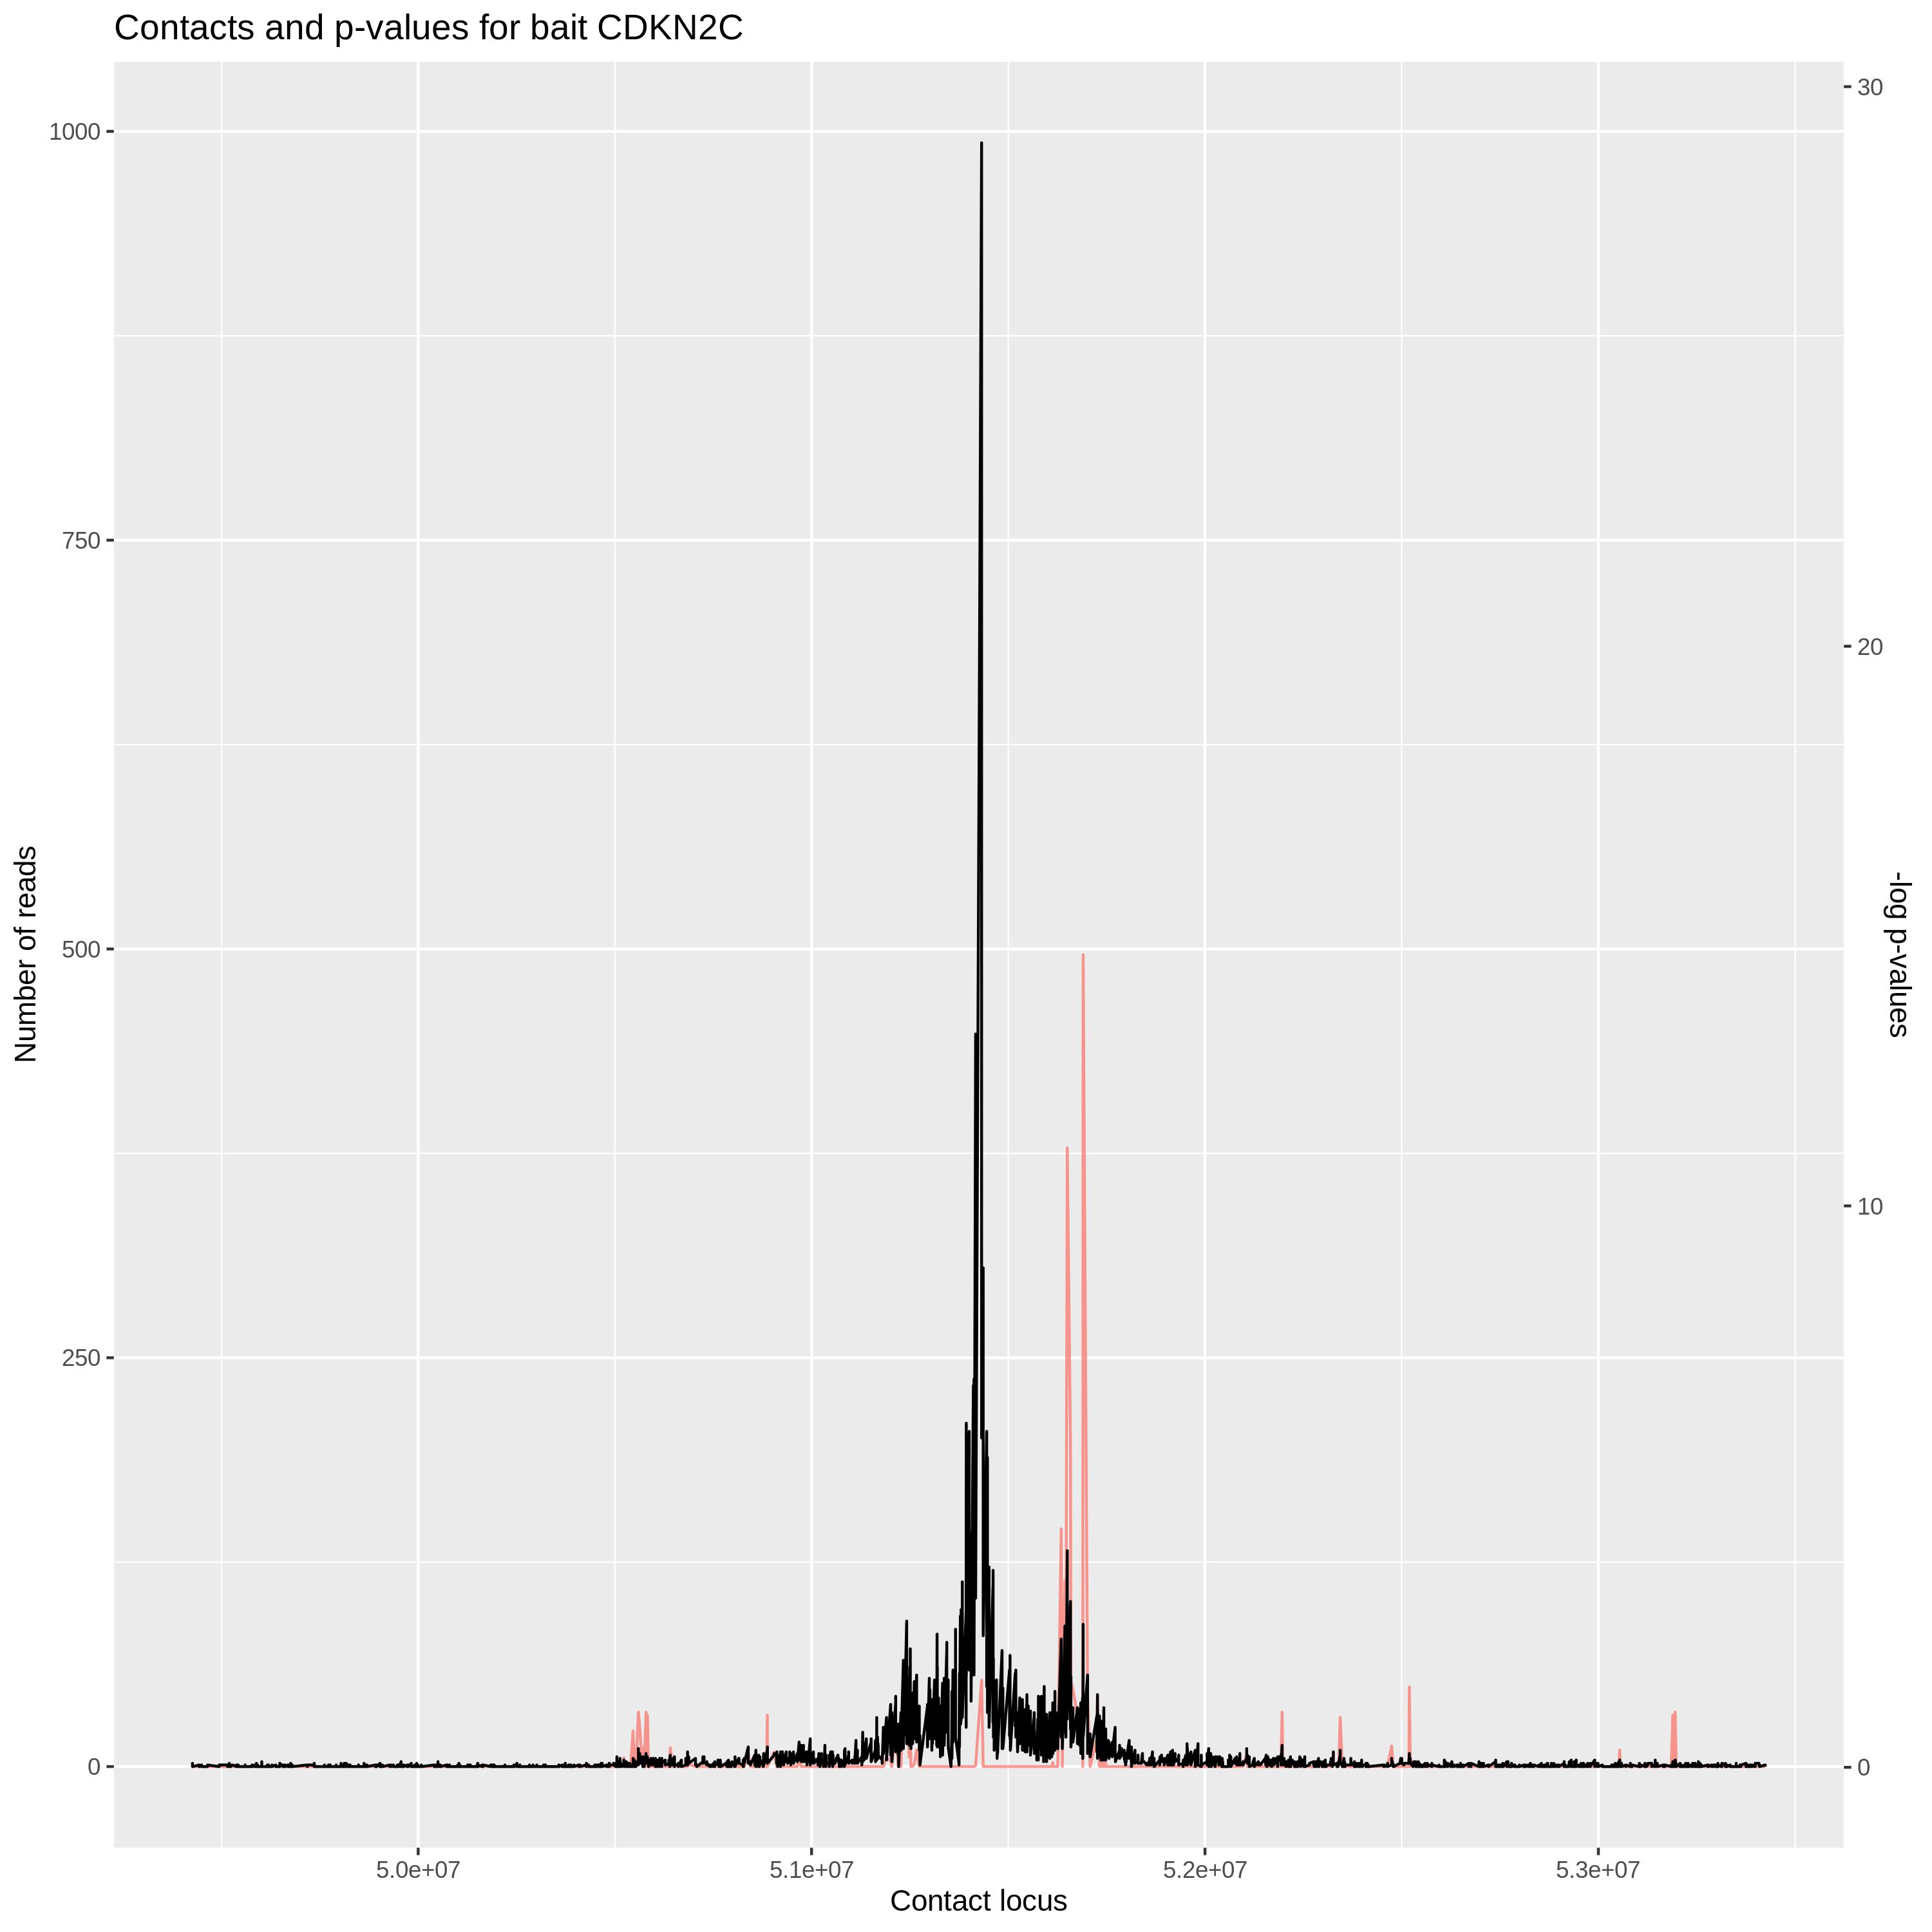 Contacts and p-values for bait CDKN2C
1000
750
500
250
0
Number of reads
30
20
10
0
-log p-values
5.0e+07
5.1e+07
5.2e+07
5.3e+07
Contact locus